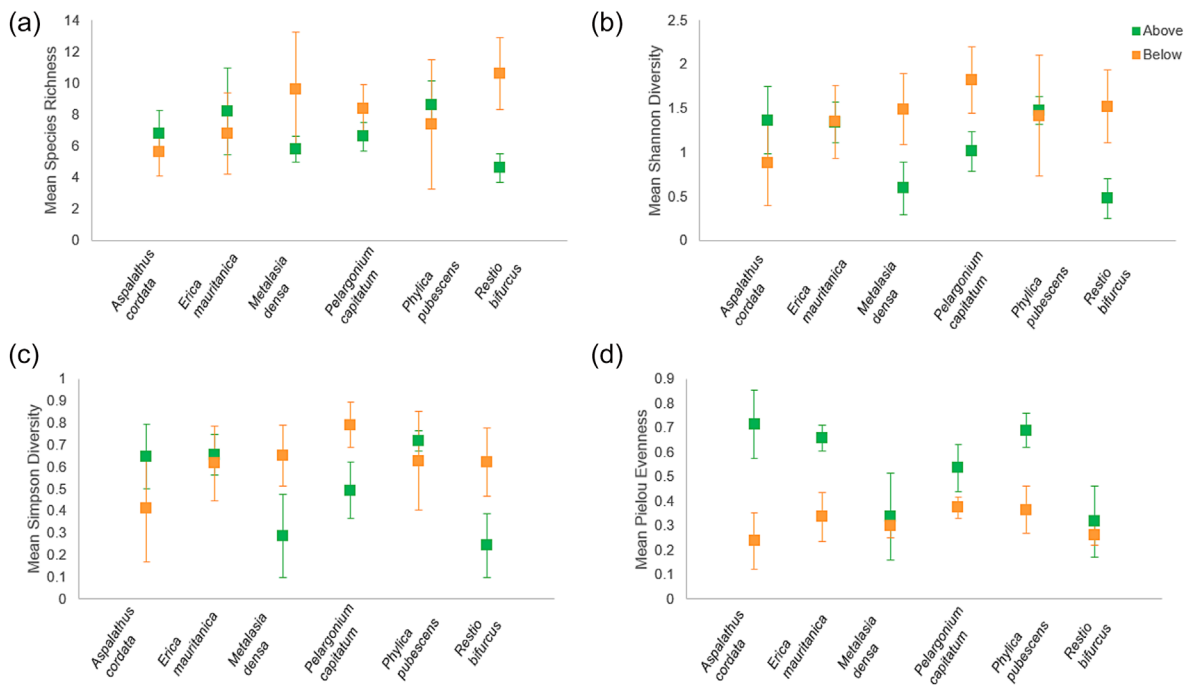 (a)
Mean Species Richness
14
12
10
8
6
4
2
0
Aspalathus
cordata
Erica
mauritanica
Metalasia
densa
Pelargonium
capitatum
Phylica
pubescens
Restio
bifurcus
(b)
Mean Shannon Diversity
2.5
2
1.5
1
0.5
0
Aspalathus
cordata
Erica
mauritanica
Metalasia
densa
Pelargonium
capitatum
Phylica
pubescens
Restio
bifurcus
Above
Below
(c)
Mean Simpson Diversity
1
0.9
0.8
0.7
0.6
0.5
0.4
0.3
0.2
0.1
0
Aspalathus
cordata
Erica
mauritanica
Metalasia
densa
Pelargonium
capitatum
Phylica
pubescens
Restio
bifurcus
(d)
Mean Pielou Evenness
0.9
0.8
0.7
0.6
0.5
0.4
0.3
0.2
0.1
0
Aspalathus
cordata
Erica
mauritanica
Metalasia
densa
Pelargonium
capitatum
Phylica
pubescens
Restio
bifurcus